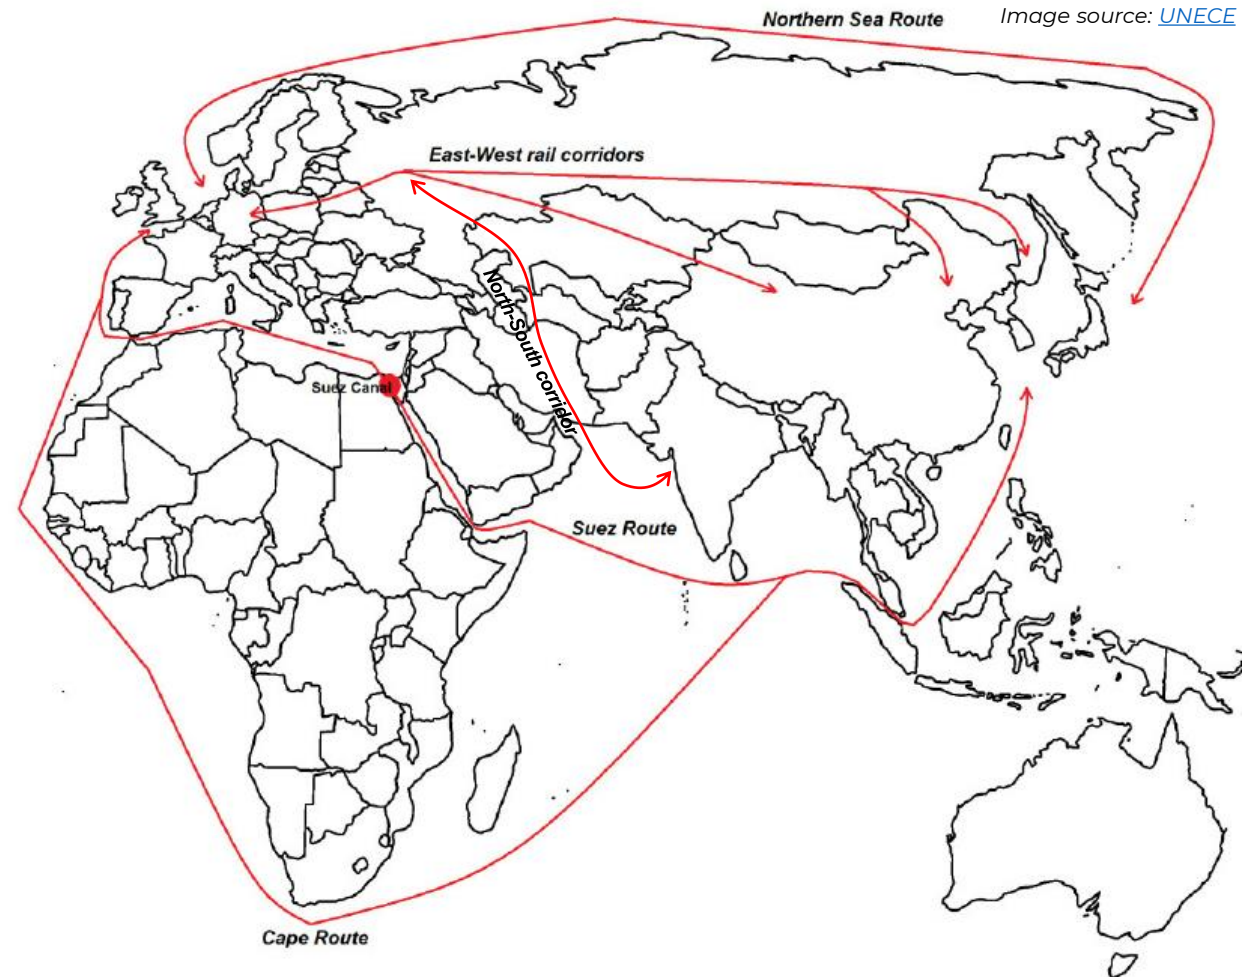 Northern Sea Route
Image source: UNECE
East-West rail corridors
North-South corridor
Suez Canal
Suez Route
Cape Route